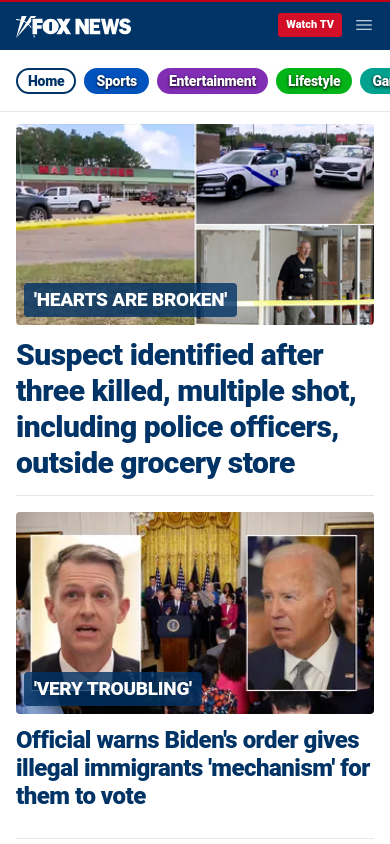 FOX NEWS
Watch TV
Home
Sports
Entertainment
Lifestyle
Ga
MAD BUTCHER
'HEARTS ARE BROKEN'
Suspect identified after
three killed, multiple shot,
including police officers,
outside grocery store
'VERY TROUBLING'
Official warns Biden's order gives
illegal immigrants 'mechanism' for
them to vote